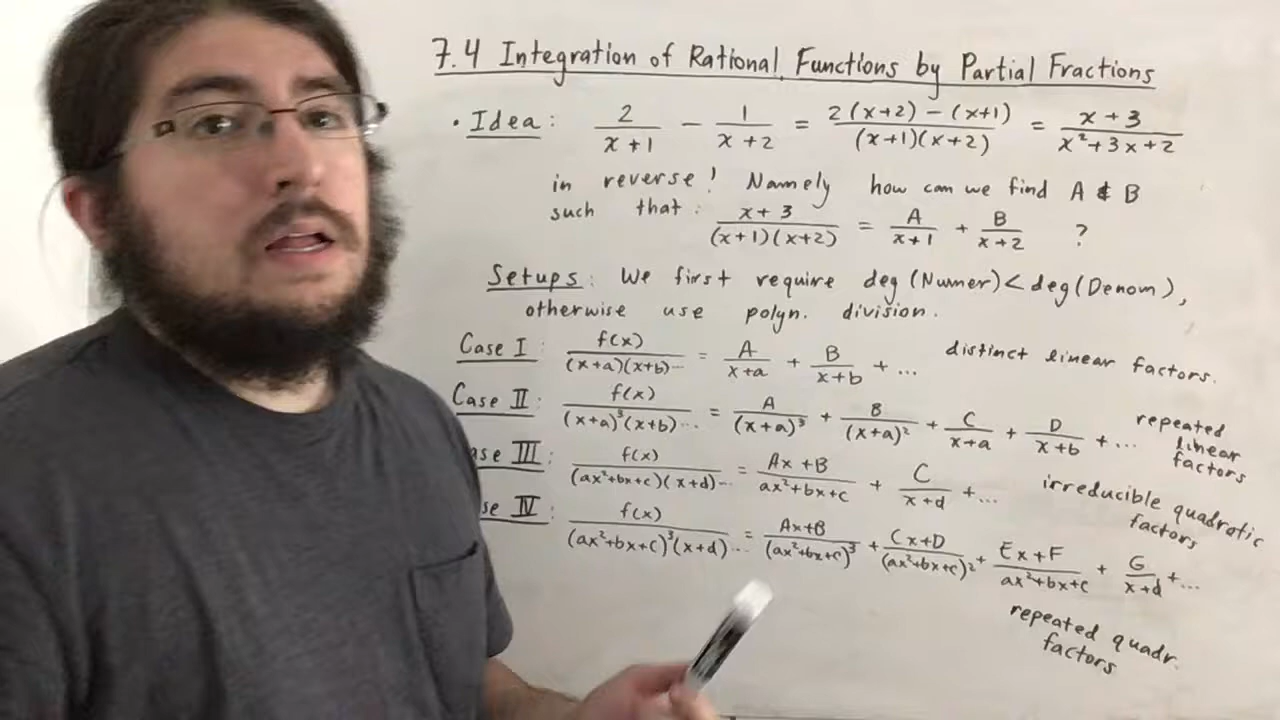 7.4 Integration of Rational Functions by Partial Fractions
• Idea: 2/(x+1) − 1/(x+2) = (2(x+2) − (x+1))/((x+1)(x+2)) = (x+3)/(x²+3x+2)
in reverse! Namely how can we find A & B
such that: (x+3)/((x+1)(x+2)) = A/(x+1) + B/(x+2) ?
Setups: We first require deg(Numer) < deg(Denom),
otherwise use polyn. division.
Case I: f(x)/((x+a)(x+b)⋯) = A/(x+a) + B/(x+b) + ... distinct linear factors.
Case II: f(x)/((x+a)³(x+b)⋯) = A/(x+a)³ + B/(x+a)² + C/(x+a) + D/(x+b) + ... repeated linear factors
ase III: f(x)/((ax²+bx+c)(x+d)⋯) = (Ax+B)/(ax²+bx+c) + C/(x+d) + ... irreducible quadratic factors
se IV: f(x)/((ax²+bx+c)³(x+d)⋯) = (Ax+B)/(ax²+bx+c)³ + (Cx+D)/(ax²+bx+c)² + (Ex+F)/(ax²+bx+c) + G/(x+d) + ...
repeated quadr.
factors